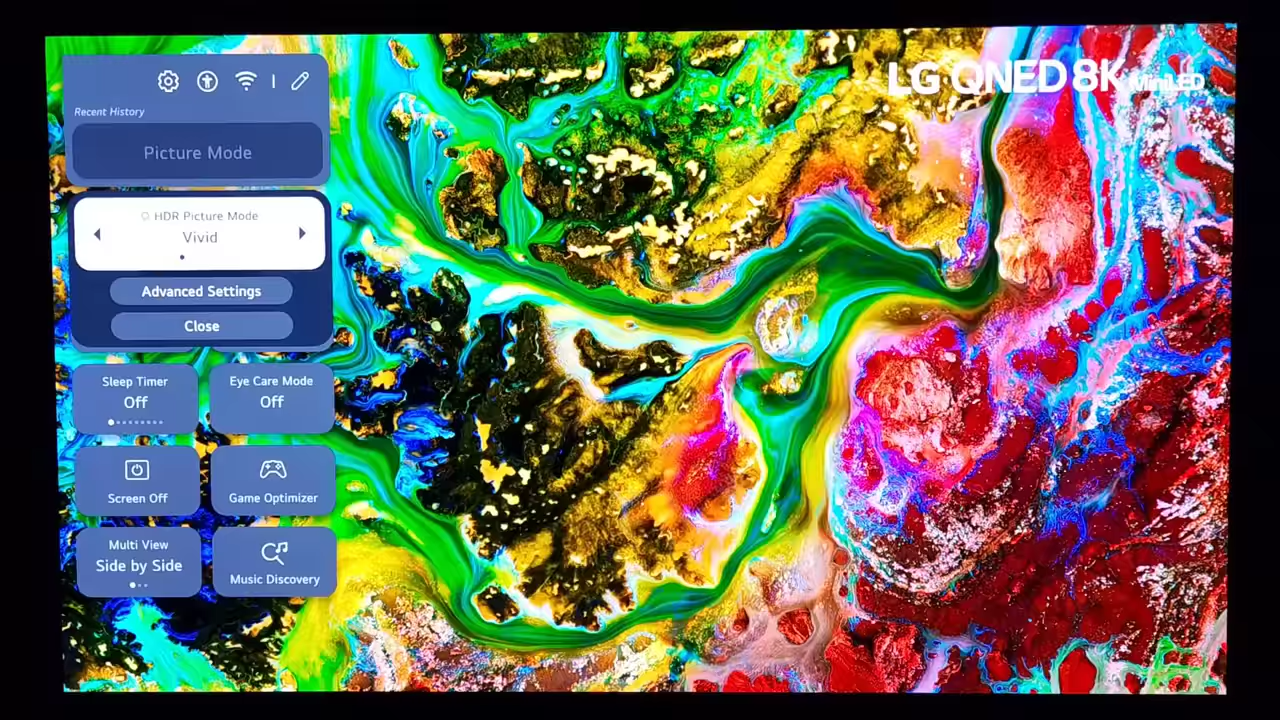 LG QNED 8K MiniLED
Recent History
Picture Mode
HDR Picture Mode
Vivid
Advanced Settings
Close
Sleep Timer
Off
Eye Care Mode
Off
Screen Off
Game Optimizer
Multi View
Side by Side
Music Discovery